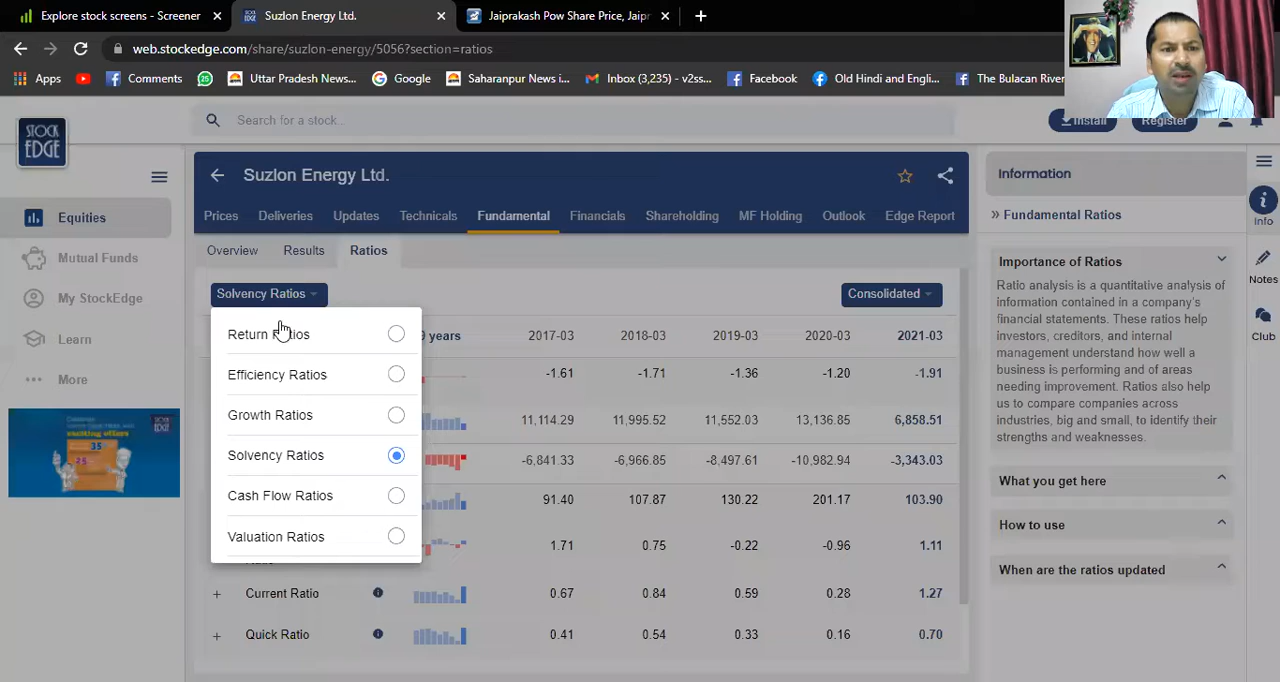 Explore stock screens - Screener
Suzlon Energy Ltd.
Jaiprakash Pow Share Price, Jaipr
web.stockedge.com/share/suzlon-energy/5056?section=ratios
Apps
Comments
Uttar Pradesh News...
Google
Saharanpur News i...
Inbox (3,235) - v2ss...
Facebook
Old Hindi and Engli...
The Bulacan River
STOCK EDGE
Search for a stock...
Install
Register
Equities
Mutual Funds
My StockEdge
Learn
More
Suzlon Energy Ltd.
Prices Deliveries Updates Technicals Fundamental Financials Shareholding MF Holding Outlook Edge Report
Overview Results Ratios
Solvency Ratios
Consolidated
Return Ratios
Efficiency Ratios
Growth Ratios
Solvency Ratios
Cash Flow Ratios
Valuation Ratios
years 2017-03 2018-03 2019-03 2020-03 2021-03
-1.61 -1.71 -1.36 -1.20 -1.91
11,114.29 11,995.52 11,552.03 13,136.85 6,858.51
-6,841.33 -6,966.85 -8,497.61 -10,982.94 -3,343.03
91.40 107.87 130.22 201.17 103.90
1.71 0.75 -0.22 -0.96 1.11
+ Current Ratio 0.67 0.84 0.59 0.28 1.27
+ Quick Ratio 0.41 0.54 0.33 0.16 0.70
Information
» Fundamental Ratios
Importance of Ratios
Ratio analysis is a quantitative analysis of
information contained in a company's
financial statements. These ratios help
investors, creditors, and internal
management understand how well a
business is performing and of areas
needing improvement. Ratios also help
us to compare companies across
industries, big and small, to identify their
strengths and weaknesses.
What you get here
How to use
When are the ratios updated
Info
Notes
Club